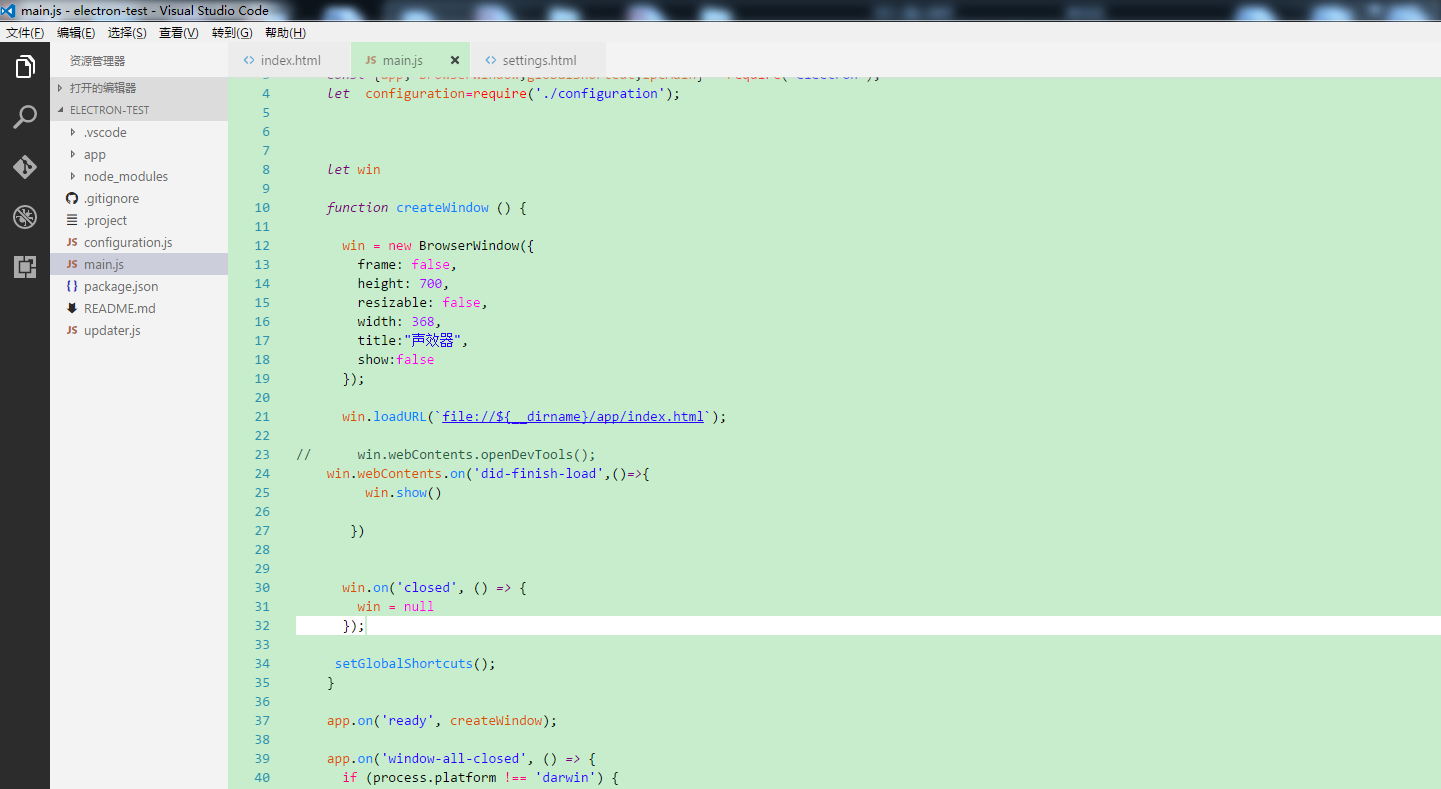 main.js - electron-test - Visual Studio Code
文件(F) 编辑(E) 选择(S) 查看(V) 转到(G) 帮助(H)
资源管理器
打开的编辑器
ELECTRON-TEST
.vscode
app
node_modules
.gitignore
.project
JS configuration.js
JS main.js
{} package.json
README.md
JS updater.js
<> index.html
JS main.js ×
<> settings.html
4 let  configuration=require('./configuration');
5
6
7
8 let win
9
10 function createWindow () {
11
12   win = new BrowserWindow({
13     frame: false,
14     height: 700,
15     resizable: false,
16     width: 368,
17     title:"声效器",
18     show:false
19   });
20
21   win.loadURL(`file://${__dirname}/app/index.html`);
22
23 //      win.webContents.openDevTools();
24 win.webContents.on('did-finish-load',()=>{
25      win.show()
26
27    })
28
29
30   win.on('closed', () => {
31     win = null
32   });
33
34  setGlobalShortcuts();
35 }
36
37 app.on('ready', createWindow);
38
39 app.on('window-all-closed', () => {
40   if (process.platform !== 'darwin') {